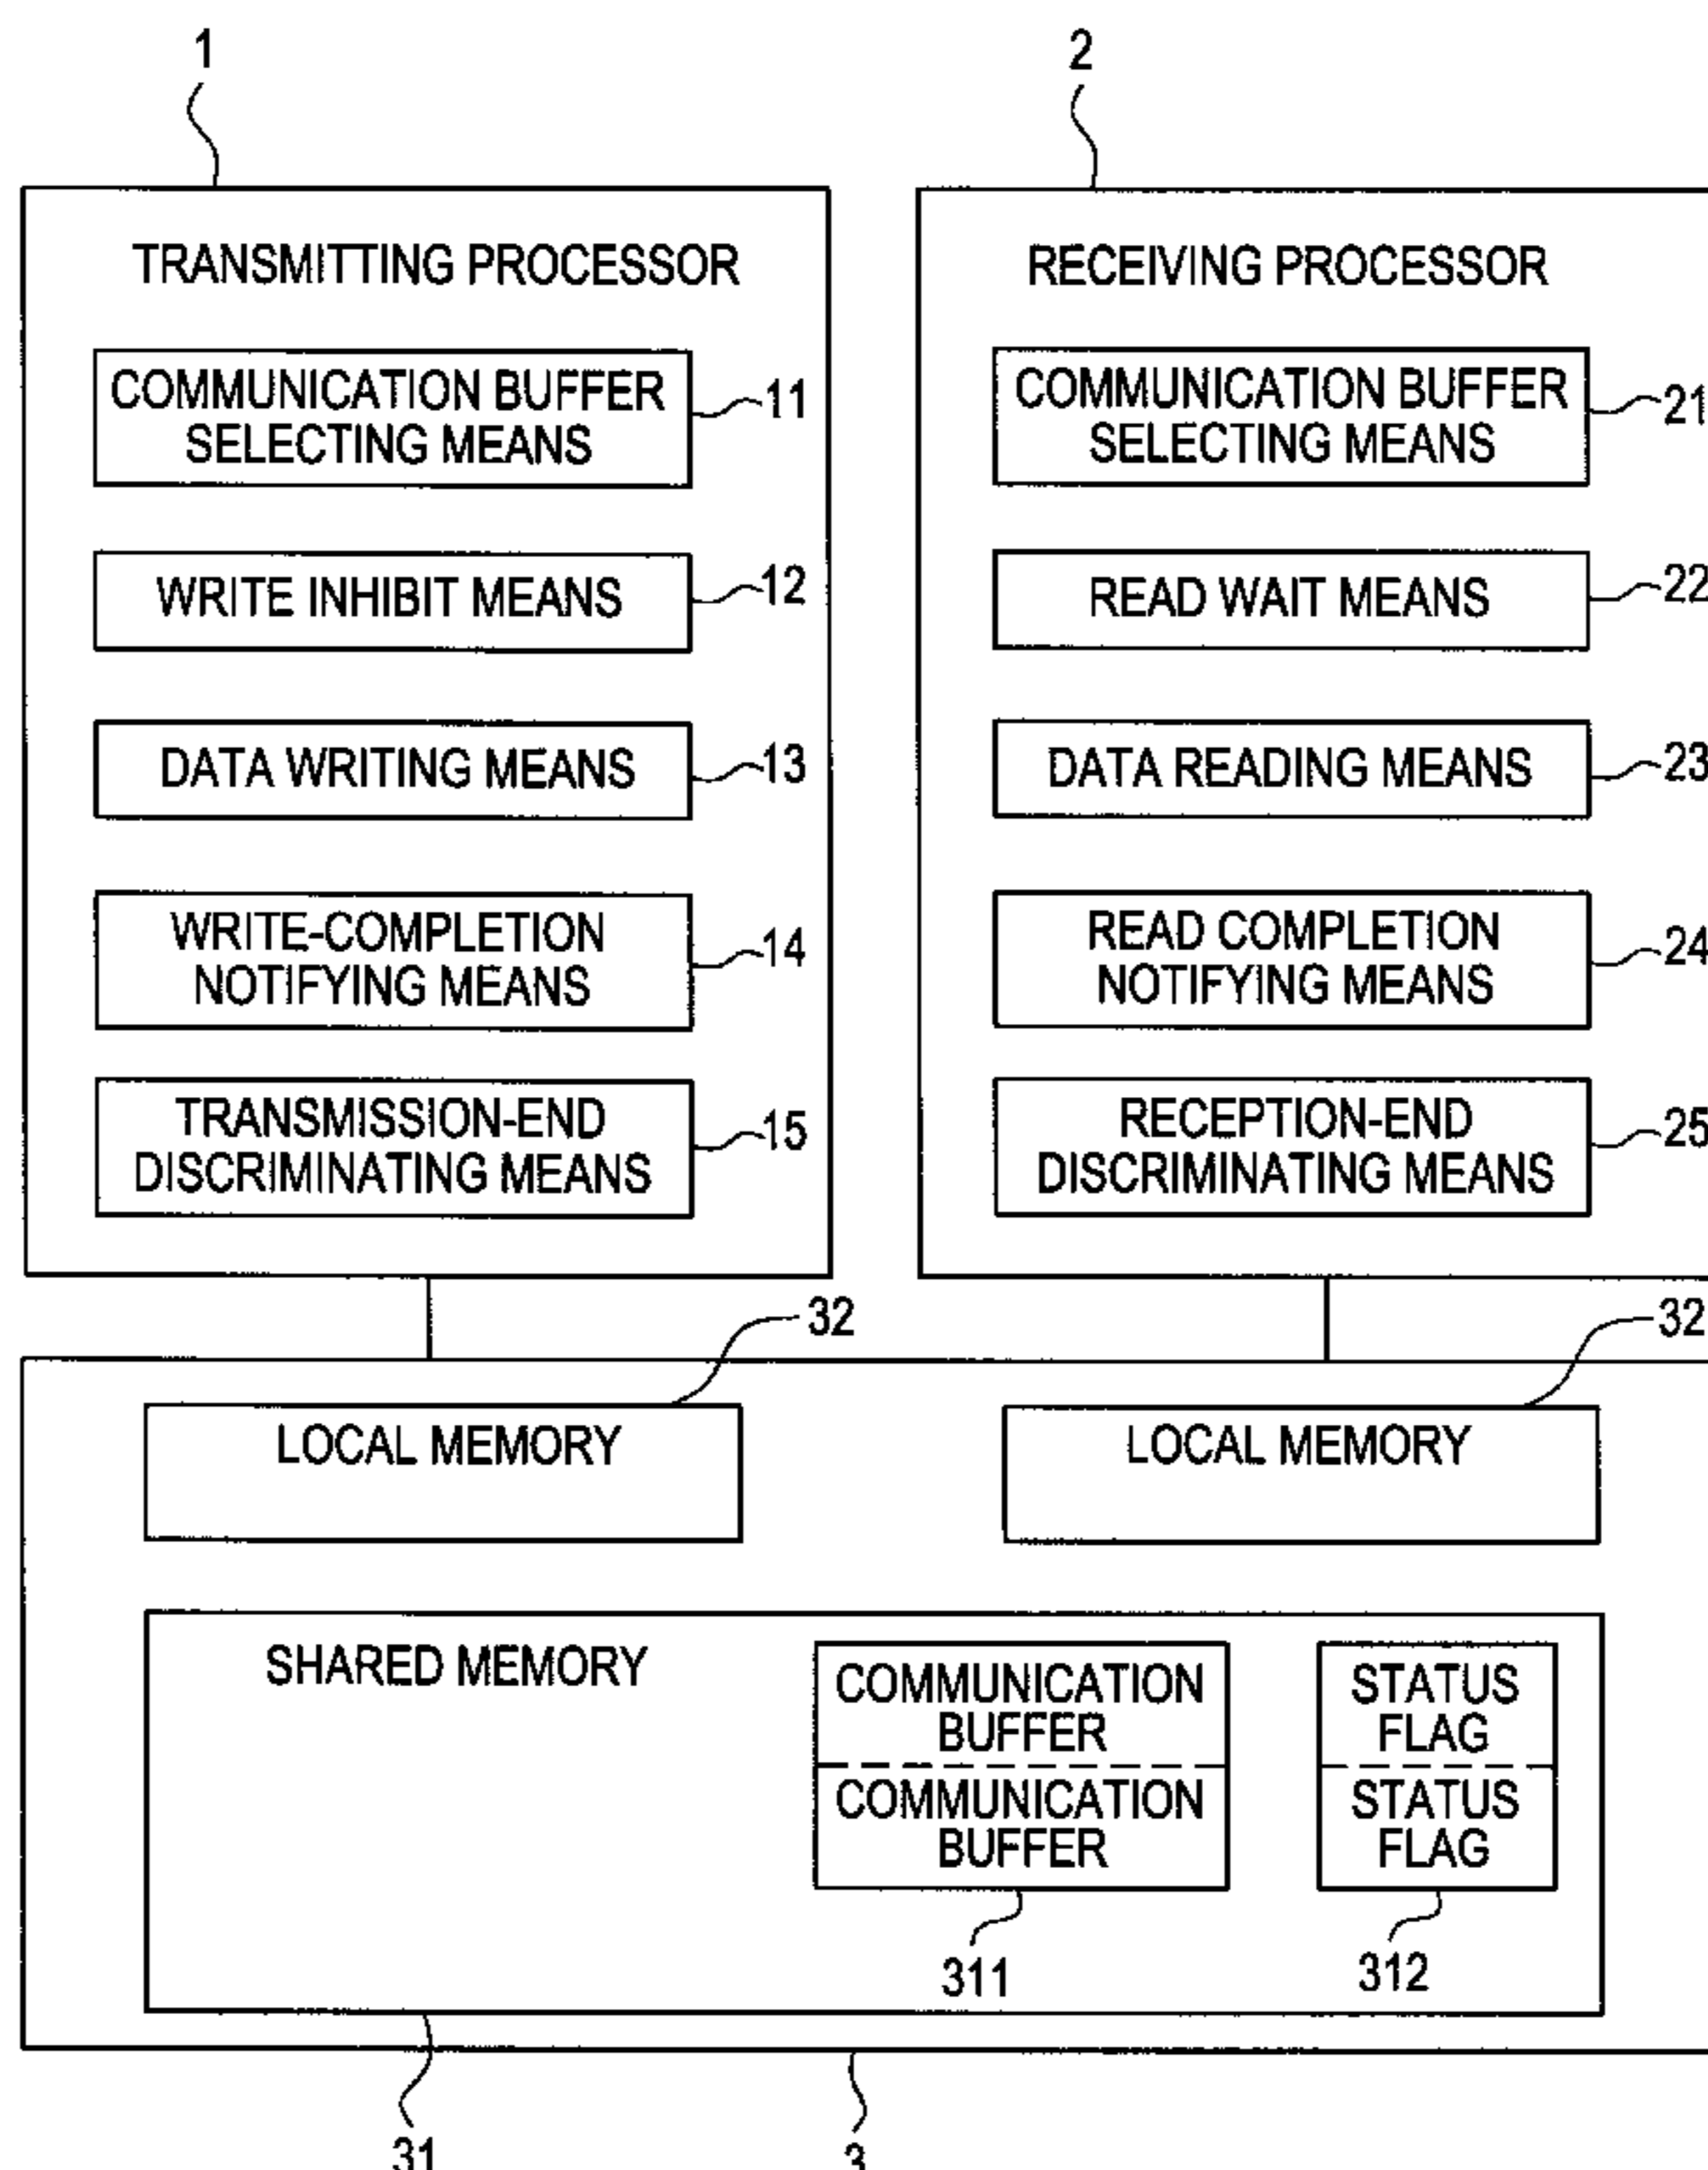 1
2
TRANSMITTING PROCESSOR
COMMUNICATION BUFFER
SELECTING MEANS
11
WRITE INHIBIT MEANS
12
DATA WRITING MEANS
13
WRITE-COMPLETION
NOTIFYING MEANS
14
TRANSMISSION-END
DISCRIMINATING MEANS
15
RECEIVING PROCESSOR
COMMUNICATION BUFFER
SELECTING MEANS
21
READ WAIT MEANS
22
DATA READING MEANS
23
READ COMPLETION
NOTIFYING MEANS
24
RECEPTION-END
DISCRIMINATING MEANS
25
32
32
LOCAL MEMORY
LOCAL MEMORY
SHARED MEMORY
COMMUNICATION
BUFFER
COMMUNICATION
BUFFER
STATUS
FLAG
STATUS
FLAG
311
312
31
3